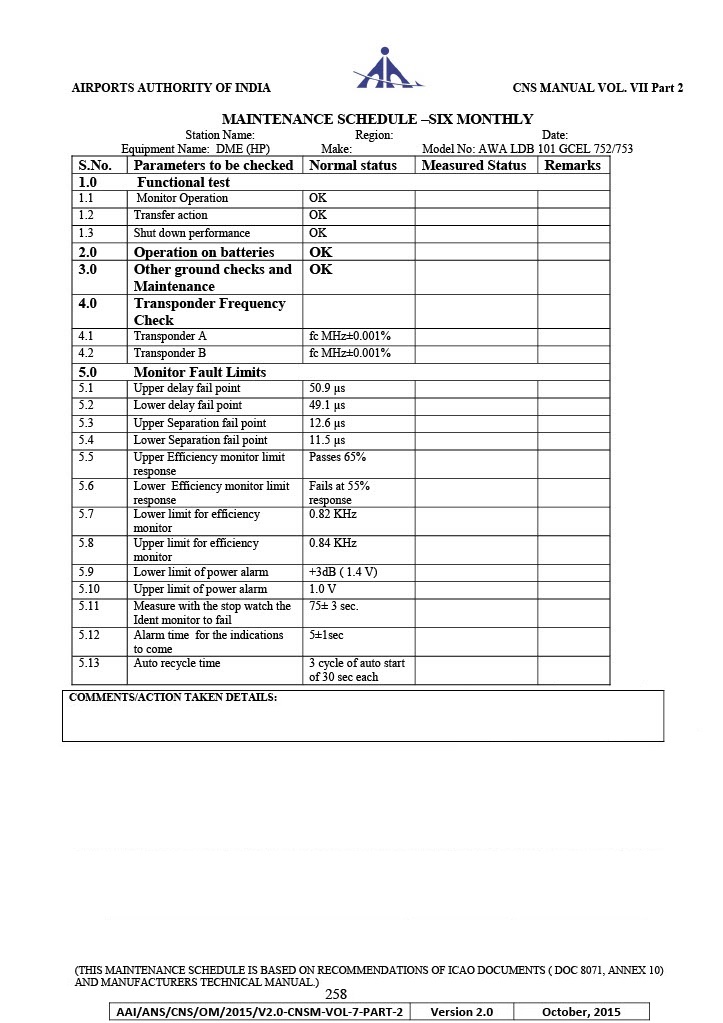 AIRPORTS AUTHORITY OF INDIA CNS MANUAL VOL. VII Part 2
MAINTENANCE SCHEDULE –SIX MONTHLY
Station Name: Region: Date:
Equipment Name: DME (HP) Make: Model No: AWA LDB 101 GCEL 752/753
S.No. Parameters to be checked Normal status Measured Status Remarks
1.0 Functional test
1.1 Monitor Operation OK
1.2 Transfer action OK
1.3 Shut down performance OK
2.0 Operation on batteries OK
3.0 Other ground checks and OK
Maintenance
4.0 Transponder Frequency
Check
4.1 Transponder A fc MHz±0.001%
4.2 Transponder B fc MHz±0.001%
5.0 Monitor Fault Limits
5.1 Upper delay fail point 50.9 µs
5.2 Lower delay fail point 49.1 µs
5.3 Upper Separation fail point 12.6 µs
5.4 Lower Separation fail point 11.5 µs
5.5 Upper Efficiency monitor limit Passes 65%
response
5.6 Lower Efficiency monitor limit Fails at 55%
response response
5.7 Lower limit for efficiency 0.82 KHz
monitor
5.8 Upper limit for efficiency 0.84 KHz
monitor
5.9 Lower limit of power alarm +3dB ( 1.4 V)
5.10 Upper limit of power alarm 1.0 V
5.11 Measure with the stop watch the 75± 3 sec.
Ident monitor to fail
5.12 Alarm time for the indications 5±1sec
to come
5.13 Auto recycle time 3 cycle of auto start
of 30 sec each
COMMENTS/ACTION TAKEN DETAILS:
(THIS MAINTENANCE SCHEDULE IS BASED ON RECOMMENDATIONS OF ICAO DOCUMENTS ( DOC 8071, ANNEX 10)
AND MANUFACTURERS TECHNICAL MANUAL.)
258
AAI/ANS/CNS/OM/2015/V2.0-CNSM-VOL-7-PART-2 Version 2.0 October, 2015